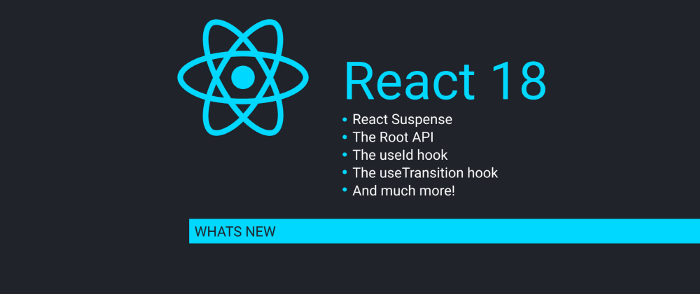 React 18
React Suspense
The Root API
The useId hook
The useTransition hook
And much more!
WHATS NEW